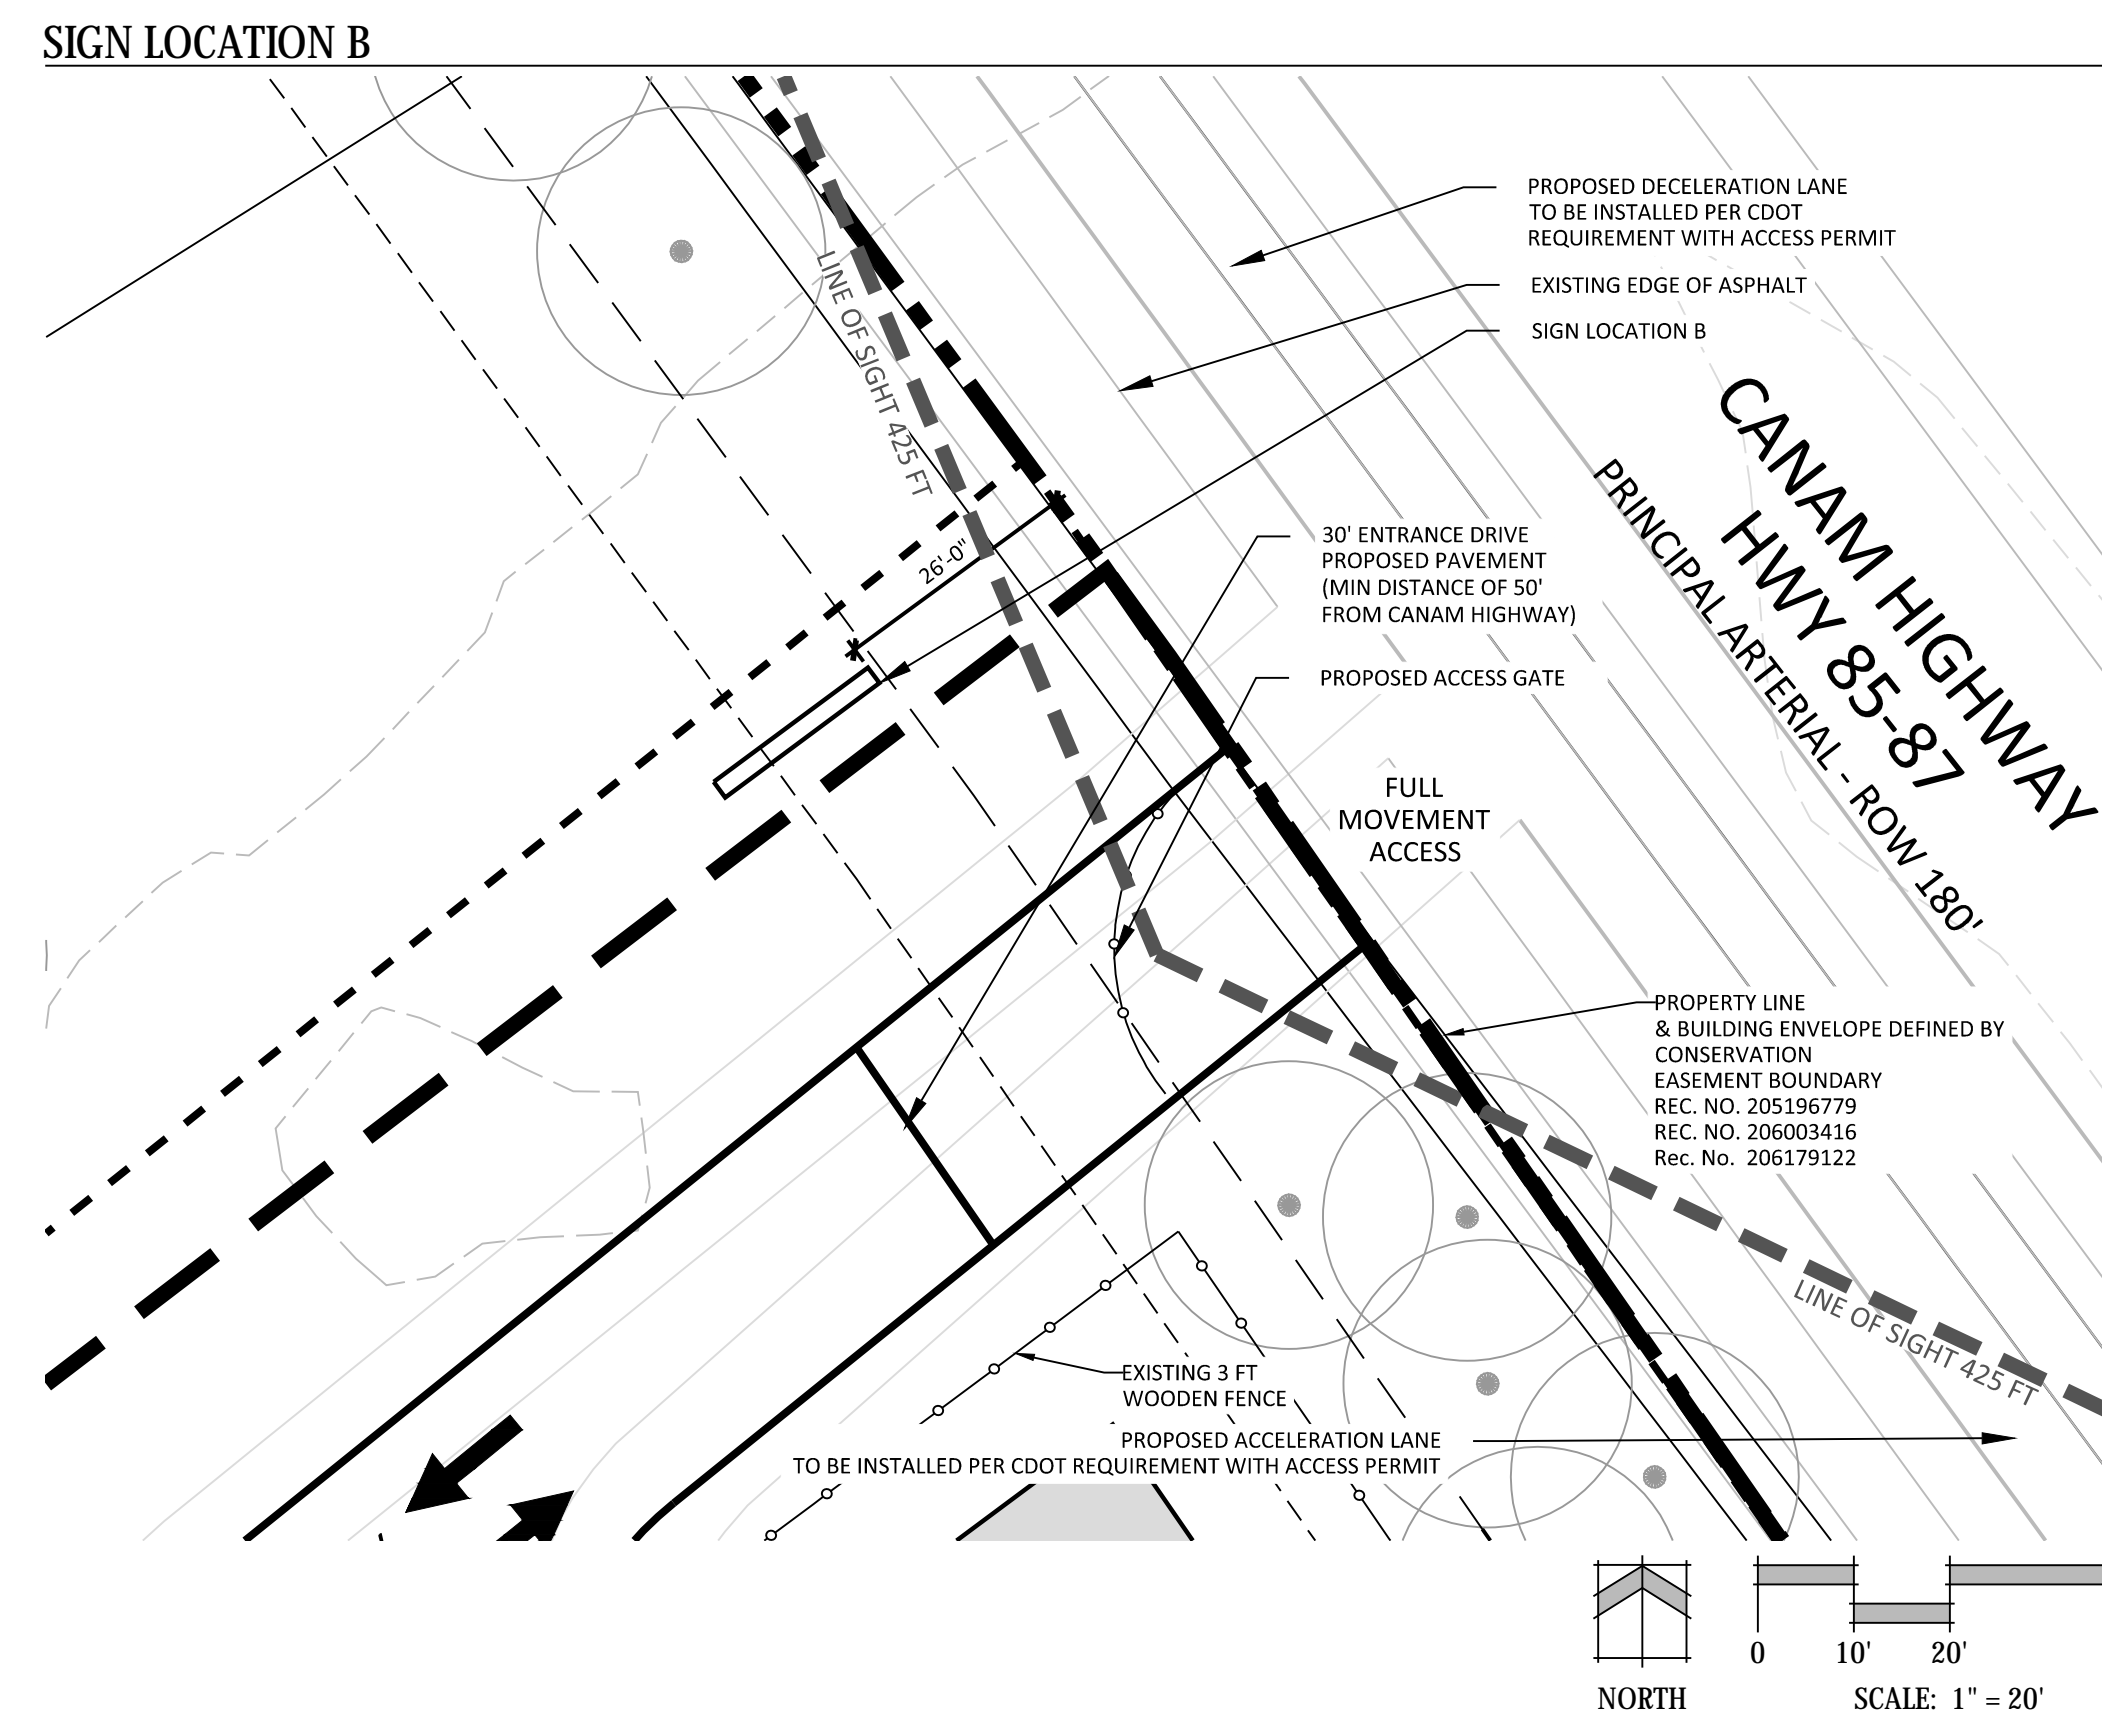 SIGN LOCATION B
PROPOSED DECELERATION LANE
TO BE INSTALLED PER CDOT
REQUIREMENT WITH ACCESS PERMIT
EXISTING EDGE OF ASPHALT
SIGN LOCATION B
LINE OF SIGHT 425 FT
CANAM HIGHWAY
HWY 85-87
PRINCIPAL ARTERIAL - ROW 180'
26'-0"
30' ENTRANCE DRIVE
PROPOSED PAVEMENT
(MIN DISTANCE OF 50'
FROM CANAM HIGHWAY)
PROPOSED ACCESS GATE
FULL
MOVEMENT
ACCESS
PROPERTY LINE
& BUILDING ENVELOPE DEFINED BY
CONSERVATION
EASEMENT BOUNDARY
REC. NO. 205196779
REC. NO. 206003416
Rec. No.  206179122
LINE OF SIGHT 425 FT
EXISTING 3 FT
WOODEN FENCE
PROPOSED ACCELERATION LANE
TO BE INSTALLED PER CDOT REQUIREMENT WITH ACCESS PERMIT
0 10' 20'
NORTH
SCALE:  1" = 20'